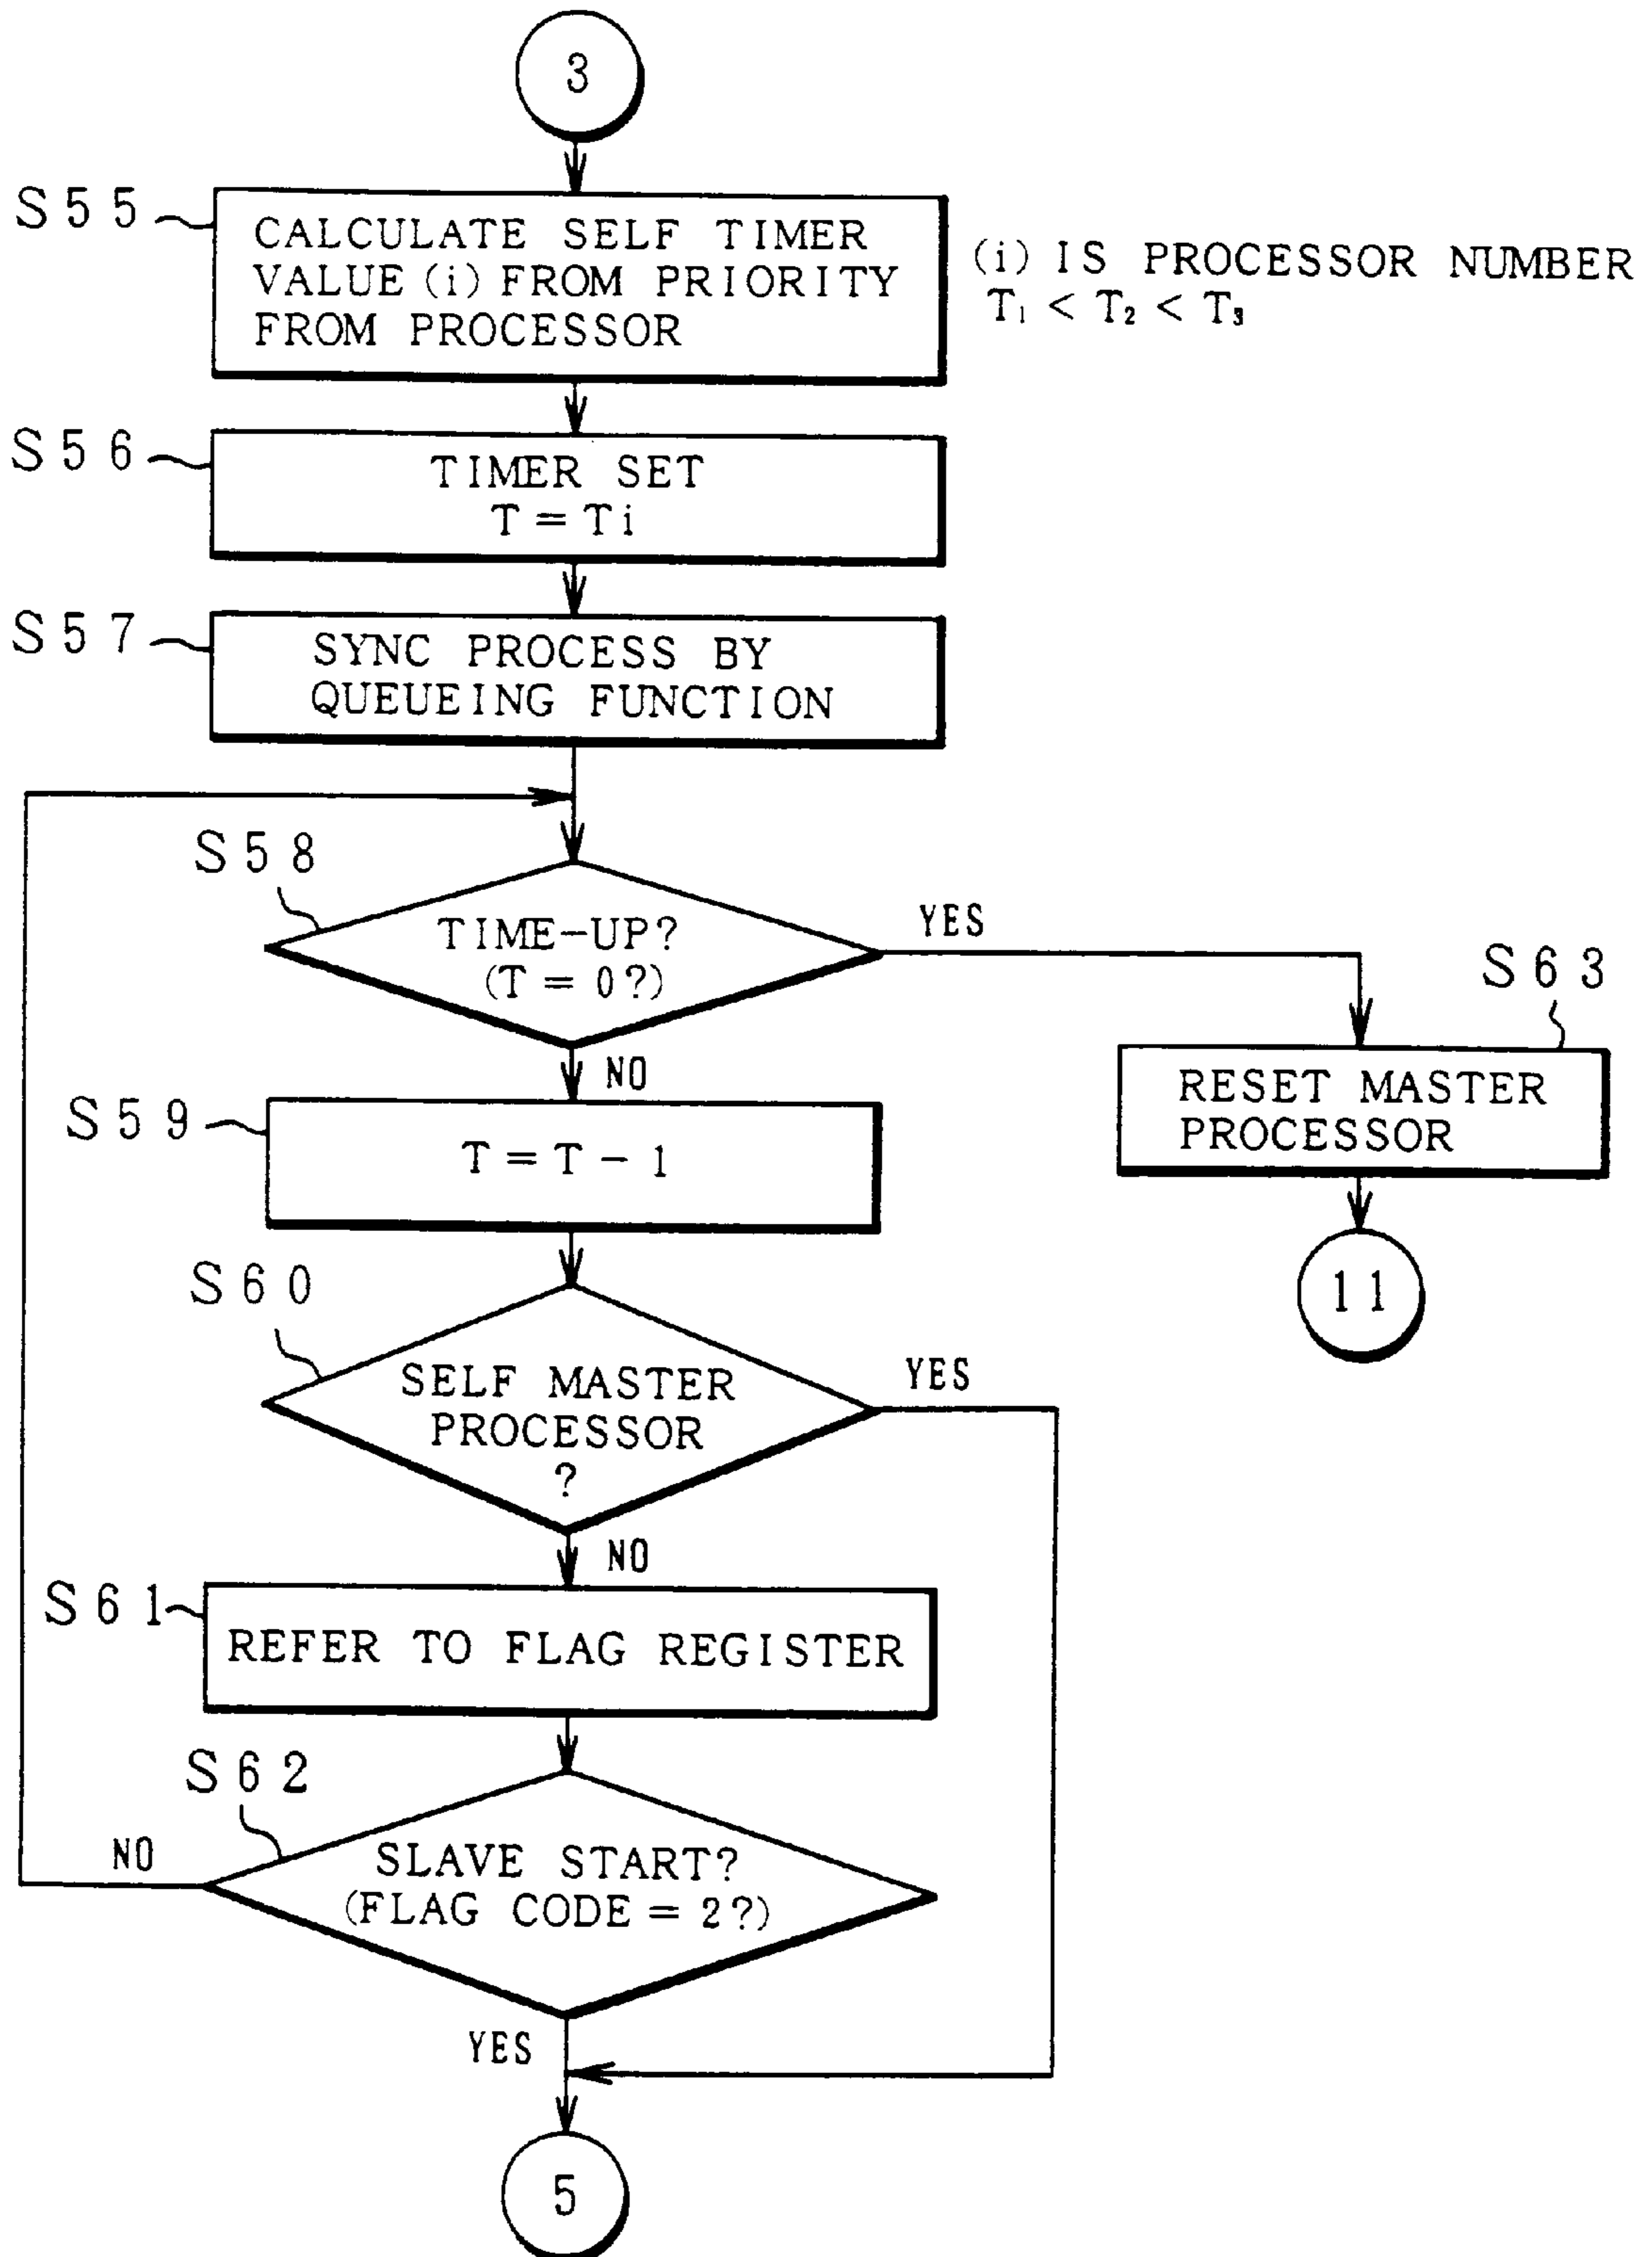 3
S55
CALCULATE SELF TIMER
VALUE (i) FROM PRIORITY
FROM PROCESSOR
(i) IS PROCESSOR NUMBER
T₁ < T₂ < T₃
S56
TIMER SET
T = Ti
S57
SYNC PROCESS BY
QUEUEING FUNCTION
S58
TIME-UP?
(T = 0?)
YES
NO
S63
RESET MASTER
PROCESSOR
11
S59
T = T - 1
S60
SELF MASTER
PROCESSOR
?
YES
NO
S61
REFER TO FLAG REGISTER
S62
SLAVE START?
(FLAG CODE = 2?)
NO
YES
5